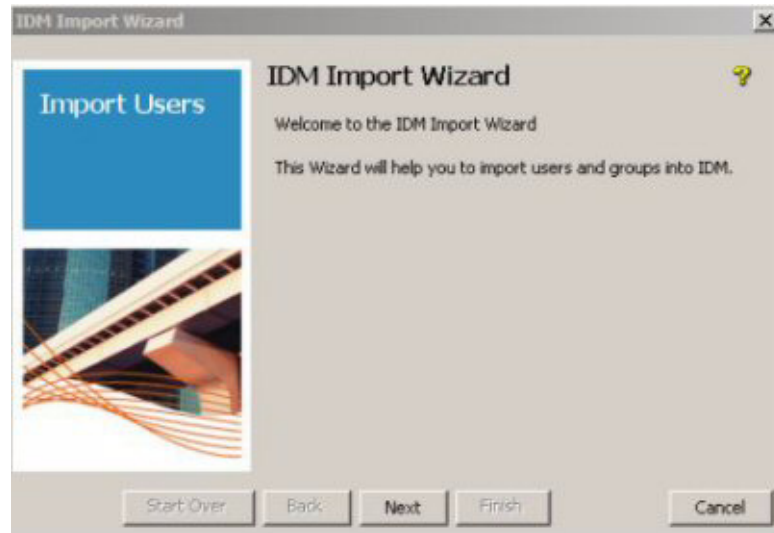 IDM Import Wizard
Import Users
IDM Import Wizard
?
Welcome to the IDM Import Wizard
This Wizard will help you to import users and groups into IDM.
Start Over
Back
Next
Finish
Cancel